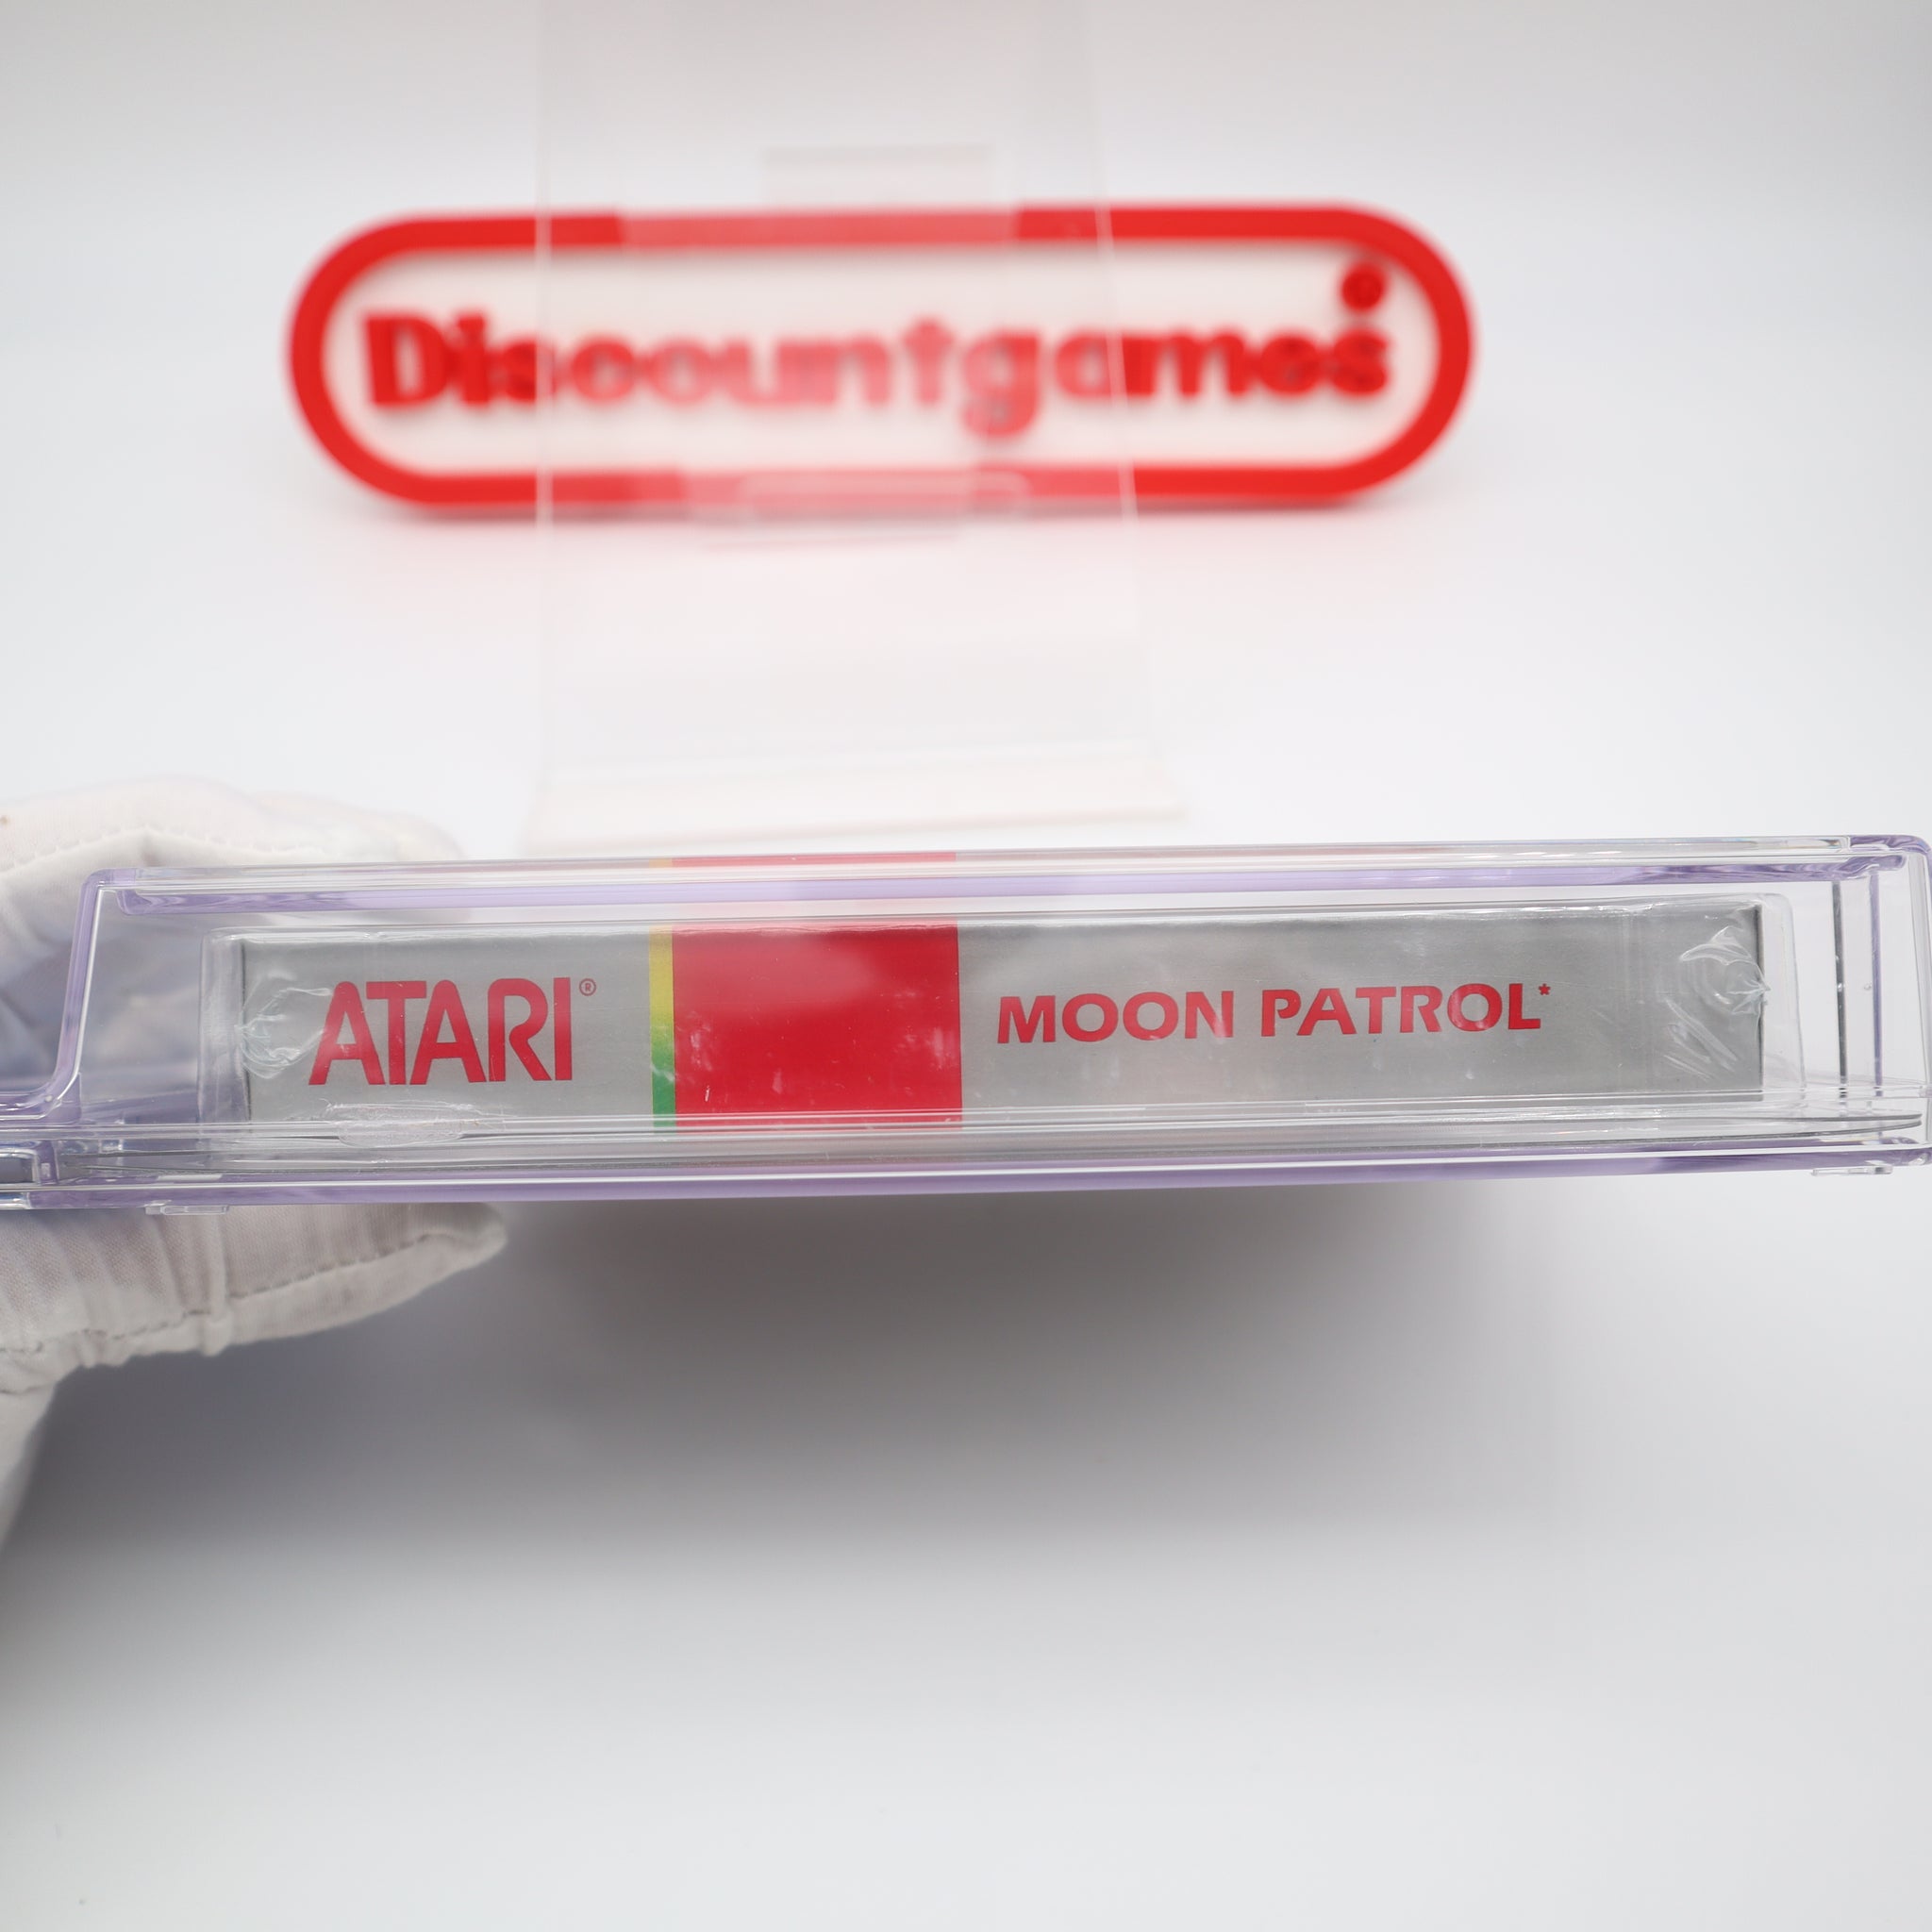 Discountgames
ATARI®
MOON PATROL*